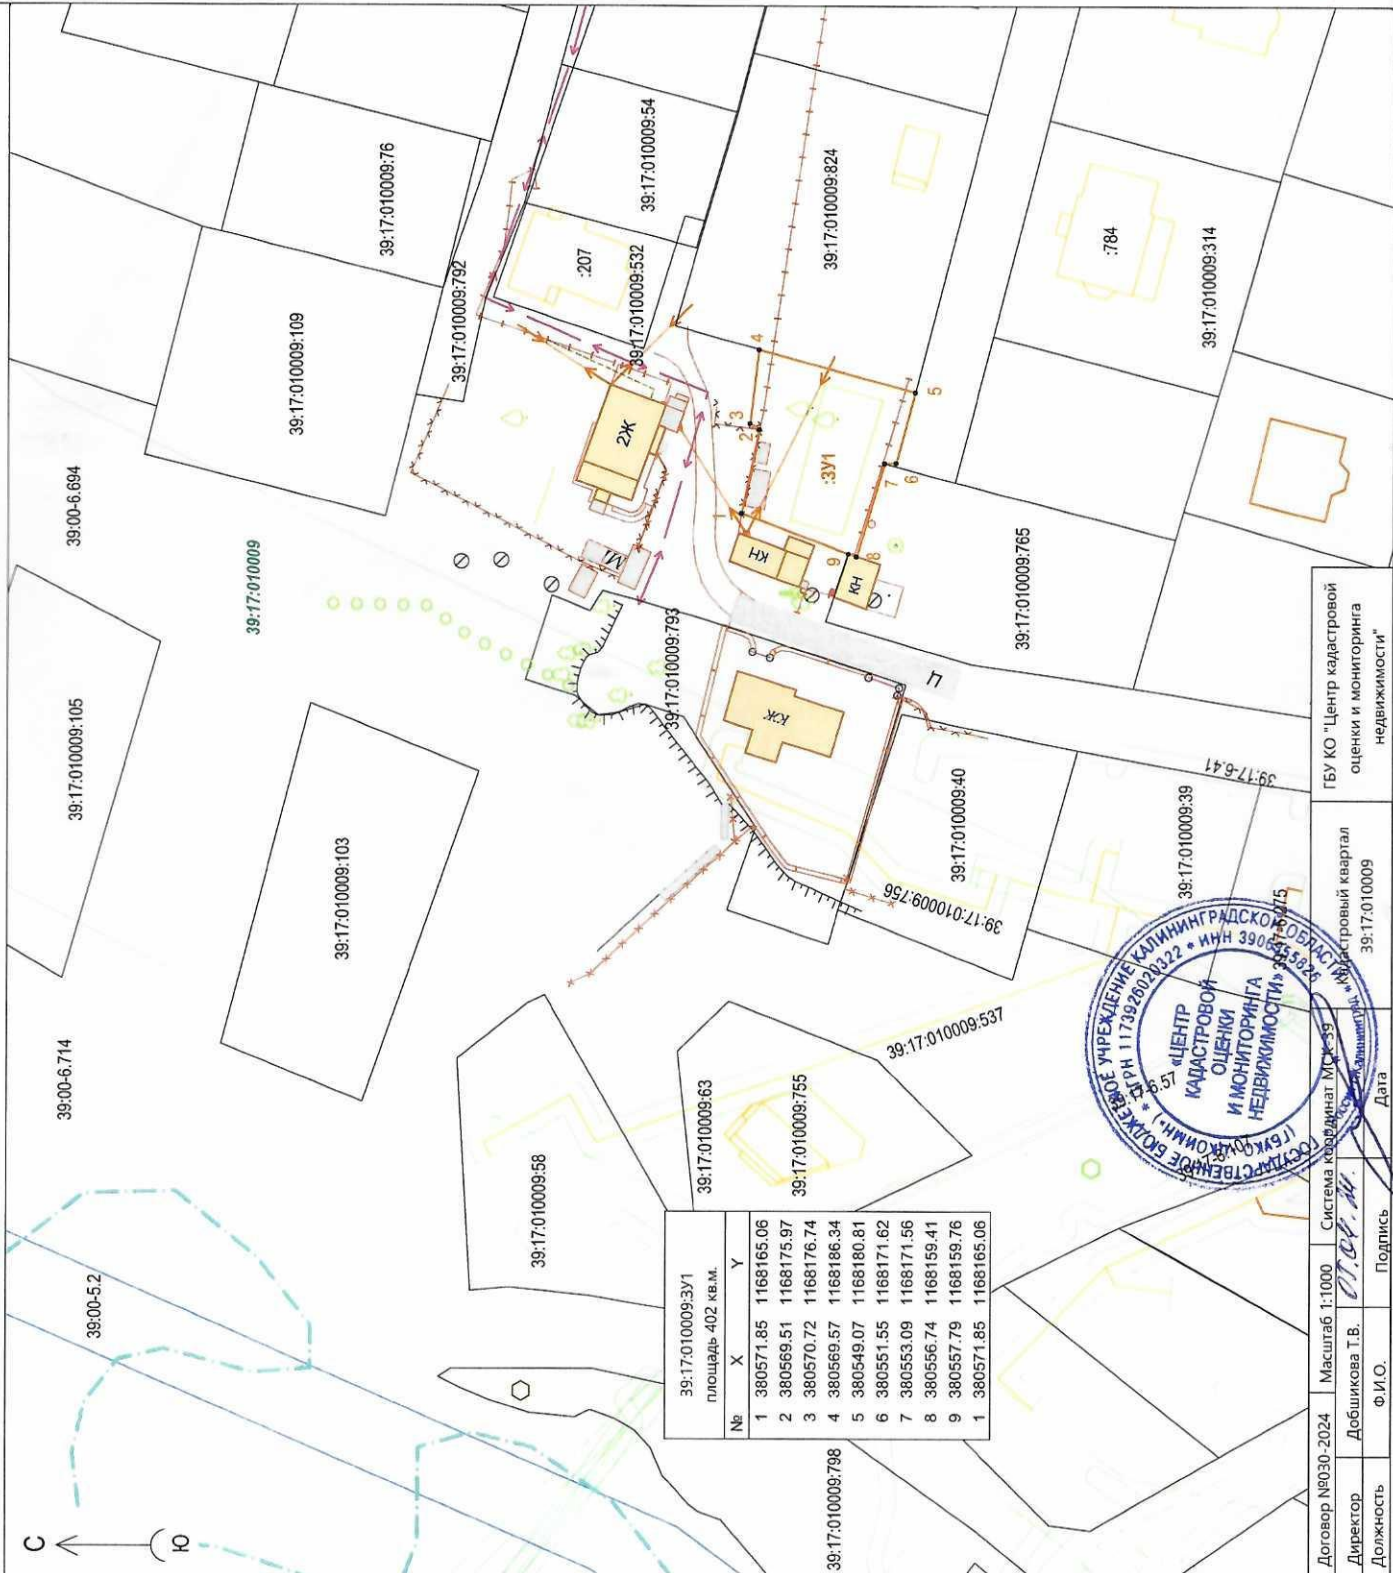 С
Ю
39:00-5.2
39:00-6.714
39:17:010009:105
39:00-6.694
39:17:010009
39:17:010009:103
39:17:010009:109
39:17:010009:76
39:17:010009:792
39:17:010009:54
:207
39:17:010009:532
39:17:010009:824
2Ж
М1
КН
КН
:ЗУ1
1
2
3
4
5
6
7
8
9
:784
39:17:010009:314
39:17:010009:765
39:17:010009:793
КЖ
Ц
39:17:010009:40
39:17:010009:756
39:17-6.41
39:17:010009:39
39:17:010009:58
39:17:010009:63
39:17:010009:755
39:17:010009:537
39:17:010009:798
39:17:010009:ЗУ1
площадь 402 кв.м.
№ X Y
1 380571.85 1168165.06
2 380569.51 1168175.97
3 380570.72 1168176.74
4 380569.57 1168186.34
5 380549.07 1168180.81
6 380551.55 1168171.62
7 380553.09 1168171.56
8 380556.74 1168159.41
9 380557.79 1168159.76
1 380571.85 1168165.06
ГОСУДАРСТВЕННОЕ БЮДЖЕТНОЕ УЧРЕЖДЕНИЕ КАЛИНИНГРАДСКОЙ ОБЛАСТИ
«ЦЕНТР
КАДАСТРОВОЙ
ОЦЕНКИ
И МОНИТОРИНГА
НЕДВИЖИМОСТИ»
Договор №030-2024
Масштаб 1:1000
Система координат МСК-39
Кадастровый квартал
39:17:010009
ГБУ КО "Центр кадастровой
оценки и мониторинга
недвижимости"
Директор
Добшикова Т.В.
Должность
Ф.И.О.
Подпись
Дата